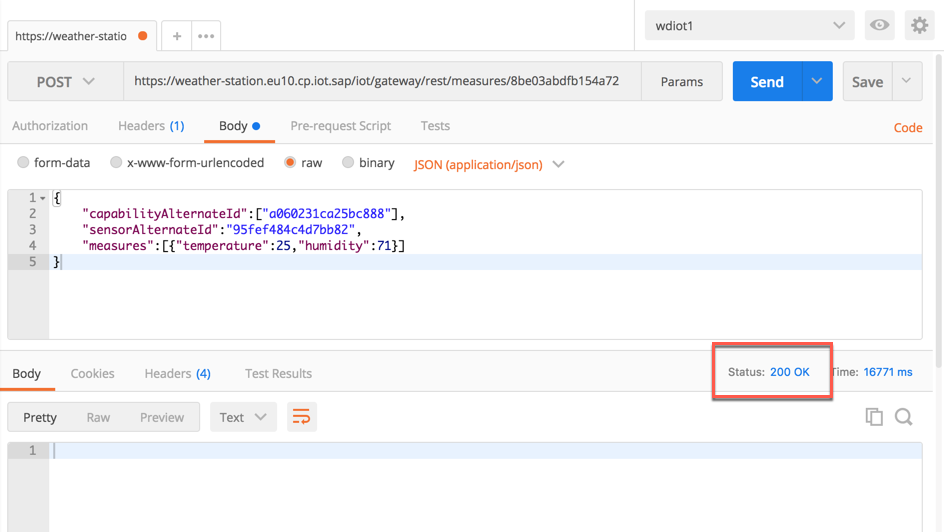 https://weather-statio
+
•••
wdiot1
POST
https://weather-station.eu10.cp.iot.sap/iot/gateway/rest/measures/8be03abdfb154a72
Params
Send
Save
Authorization
Headers (1)
Body
Pre-request Script
Tests
Code
form-data
x-www-form-urlencoded
raw
binary
JSON (application/json)
1 {
2 "capabilityAlternateId":["a060231ca25bc888"],
3 "sensorAlternateId":"95fef484c4d7bb82",
4 "measures":[{"temperature":25,"humidity":71}]
5 }
Body
Cookies
Headers (4)
Test Results
Status: 200 OK
Time: 16771 ms
Pretty
Raw
Preview
Text
1